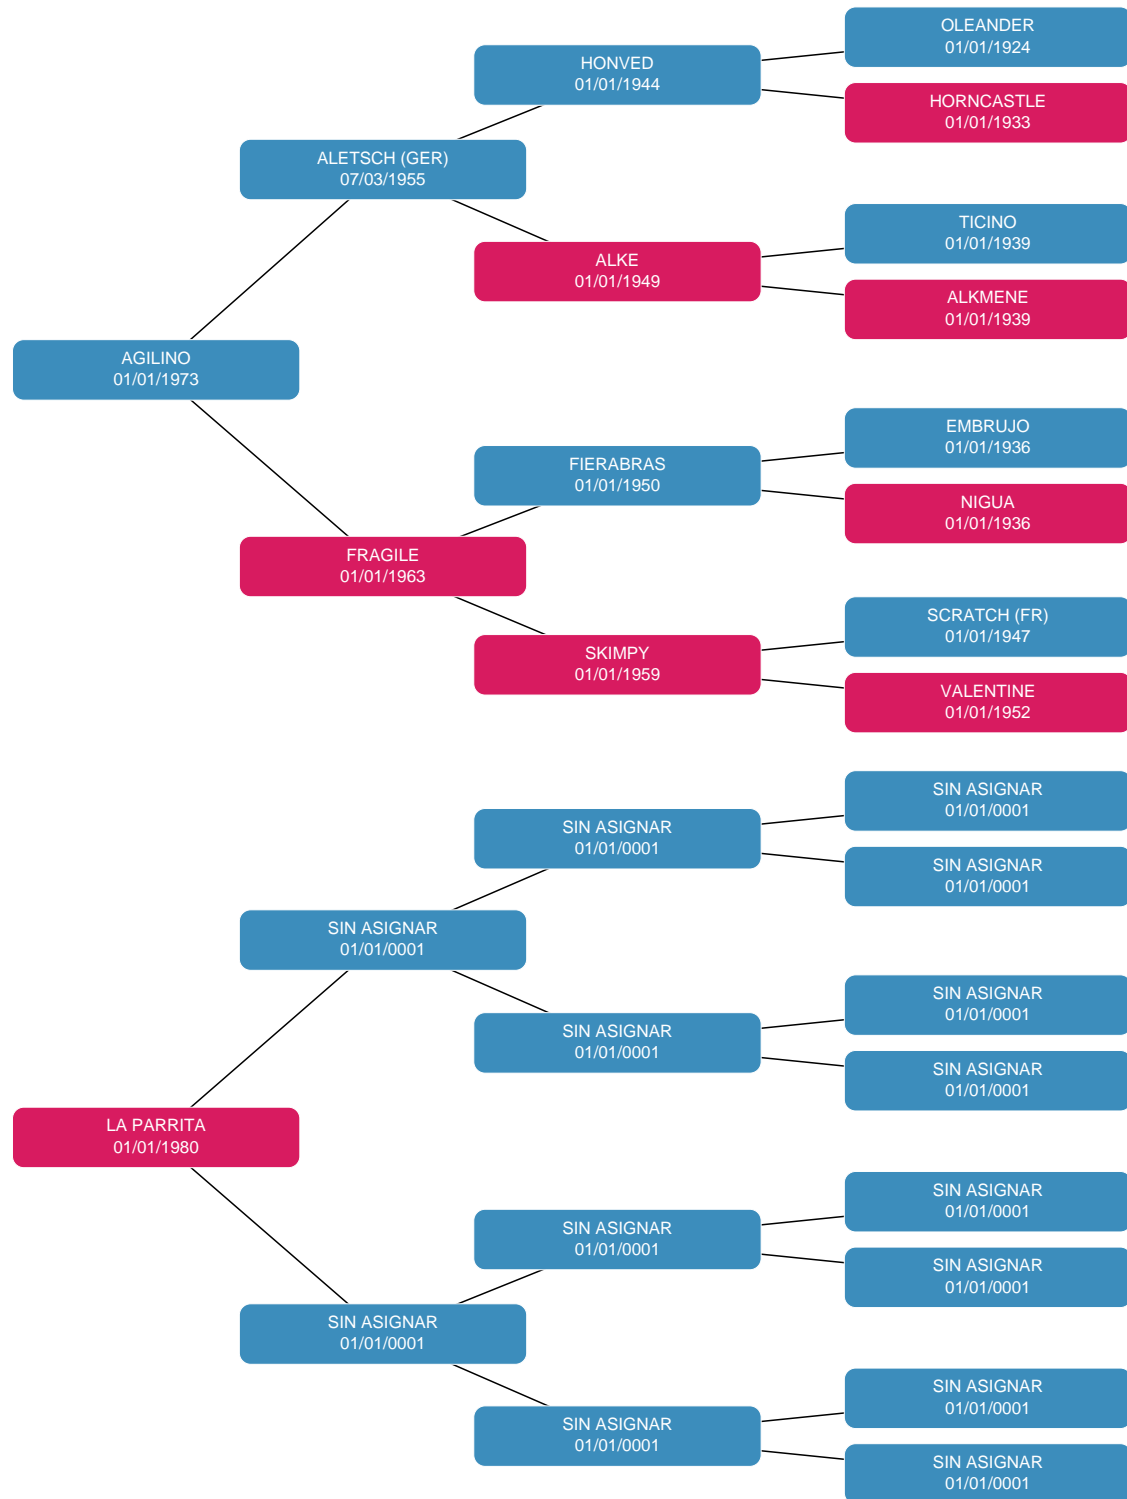 OLEANDER
01/01/1924
HONVED
01/01/1944
HORNCASTLE
01/01/1933
ALETSCH (GER)
07/03/1955
TICINO
01/01/1939
ALKE
01/01/1949
ALKMENE
01/01/1939
AGILINO
01/01/1973
EMBRUJO
01/01/1936
FIERABRAS
01/01/1950
NIGUA
01/01/1936
FRAGILE
01/01/1963
SCRATCH (FR)
01/01/1947
SKIMPY
01/01/1959
VALENTINE
01/01/1952
SIN ASIGNAR
01/01/0001
SIN ASIGNAR
01/01/0001
SIN ASIGNAR
01/01/0001
SIN ASIGNAR
01/01/0001
SIN ASIGNAR
01/01/0001
SIN ASIGNAR
01/01/0001
SIN ASIGNAR
01/01/0001
LA PARRITA
01/01/1980
SIN ASIGNAR
01/01/0001
SIN ASIGNAR
01/01/0001
SIN ASIGNAR
01/01/0001
SIN ASIGNAR
01/01/0001
SIN ASIGNAR
01/01/0001
SIN ASIGNAR
01/01/0001
SIN ASIGNAR
01/01/0001